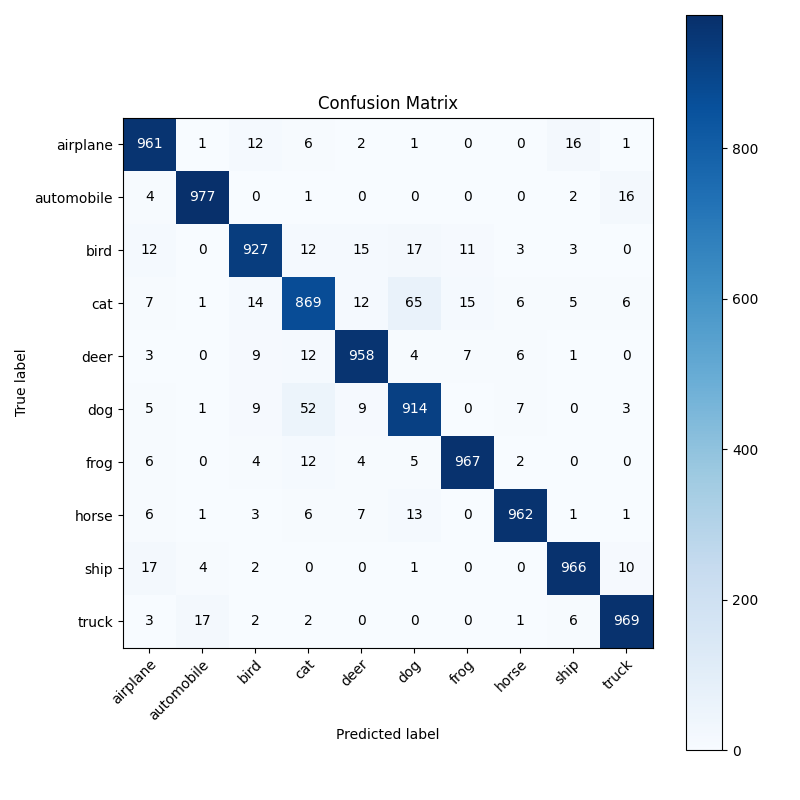 Confusion Matrix
airplane 961 1 12 6 2 1 0 0 16 1
automobile 4 977 0 1 0 0 0 0 2 16
bird 12 0 927 12 15 17 11 3 3 0
cat 7 1 14 869 12 65 15 6 5 6
deer 3 0 9 12 958 4 7 6 1 0
dog 5 1 9 52 9 914 0 7 0 3
frog 6 0 4 12 4 5 967 2 0 0
horse 6 1 3 6 7 13 0 962 1 1
ship 17 4 2 0 0 1 0 0 966 10
truck 3 17 2 2 0 0 0 1 6 969
airplane automobile bird cat deer dog frog horse ship truck
Predicted label
True label
800
600
400
200
0